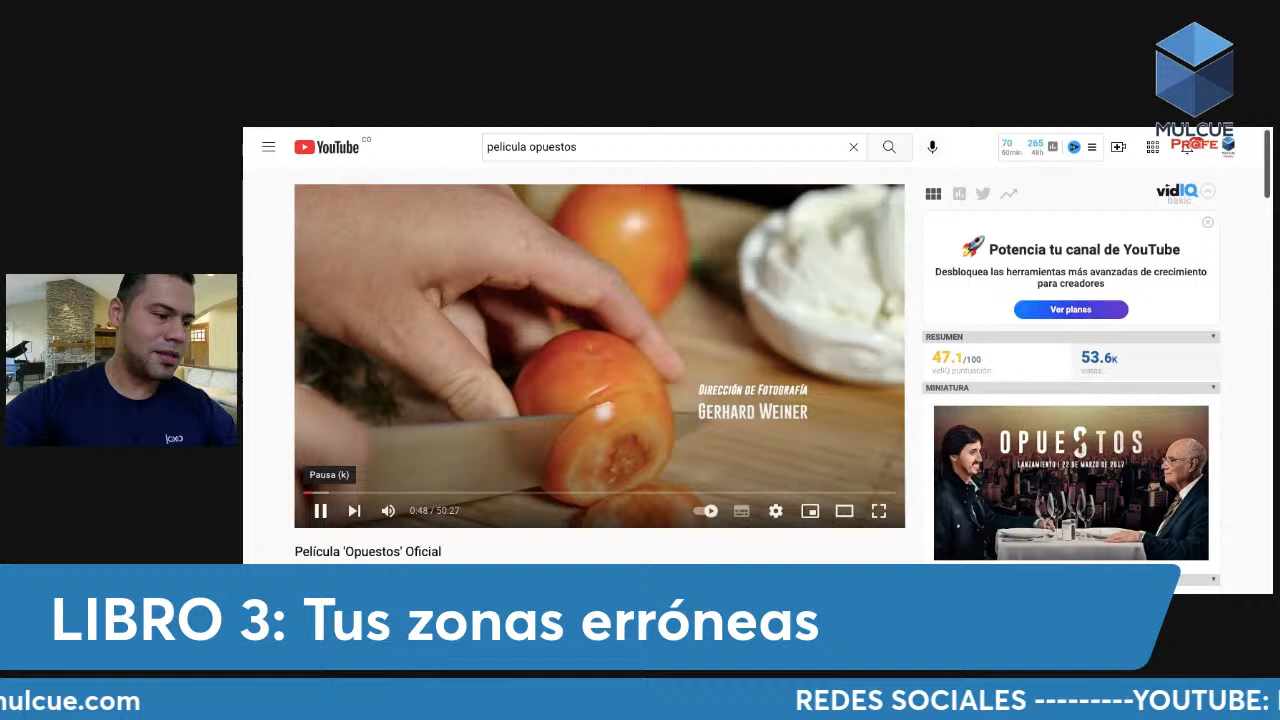 MULCUE
PROFE
YouTube CO
pelicula opuestos
70
60min
265
48h
vidIQ
basic
Potencia tu canal de YouTube
Desbloquea las herramientas más avanzadas de crecimiento
para creadores
Ver planes
RESUMEN
47.1/100
vidIQ puntuación
53.6K
vistas
MINIATURA
OPUESTOS
LANZAMIENTO | 22 DE MARZO DE 2017
DIRECCIÓN DE FOTOGRAFÍA
GERHARD WEINER
Pausa (k)
0:48 / 50:27
Película 'Opuestos' Oficial
LIBRO 3: Tus zonas erróneas
mulcue.com
REDES SOCIALES ---------YOUTUBE: